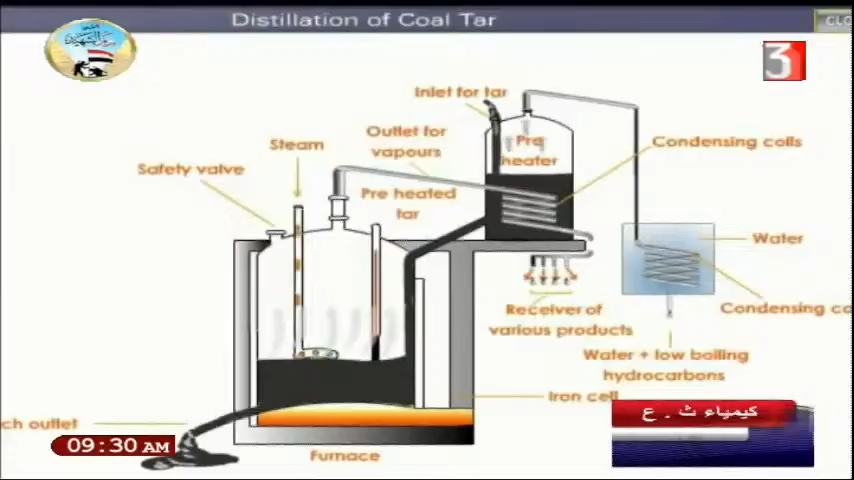 Distillation of Coal Tar
GLO
3
Inlet for tar
Outlet for
vapours
Pre
heater
Condensing coils
Steam
Safety valve
Pre heated
tar
Water
Receiver of
various products
Condensing co
Water + low boiling
hydrocarbons
Iron cell
كيمياء ث . ع
ch outlet
09:30 AM
Furnace